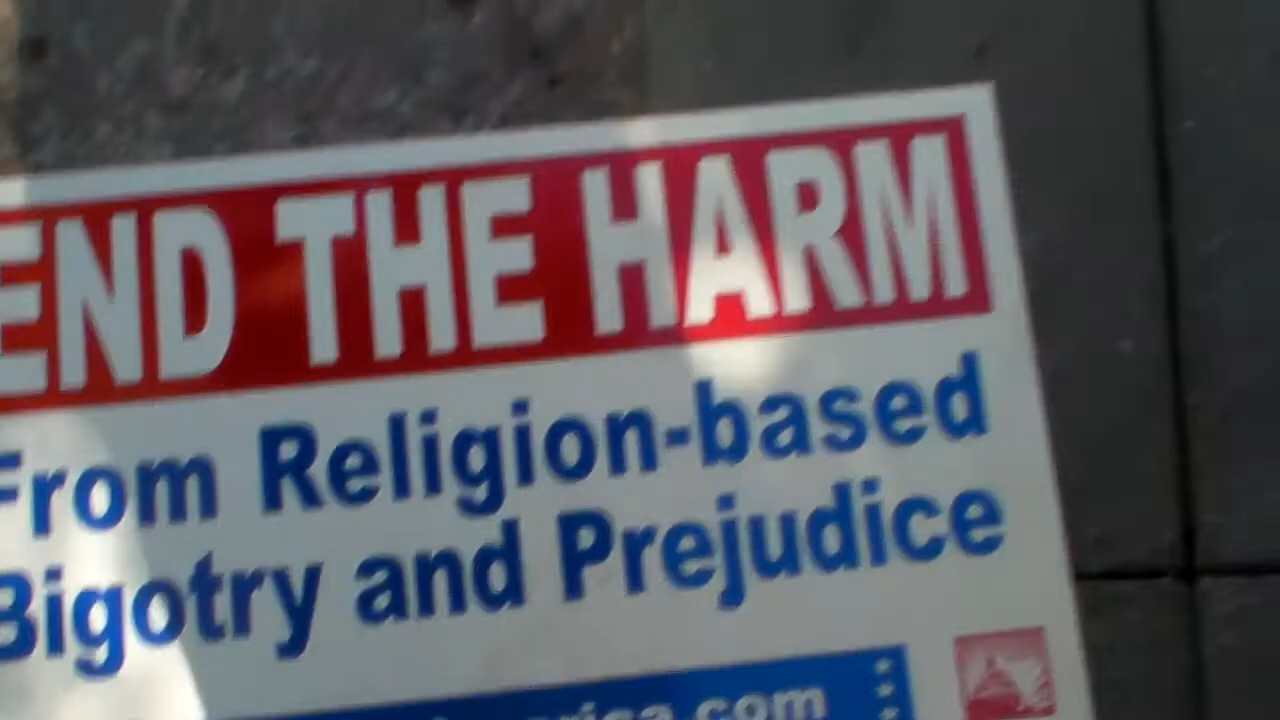 END THE HARM
From Religion-based
Bigotry and Prejudice